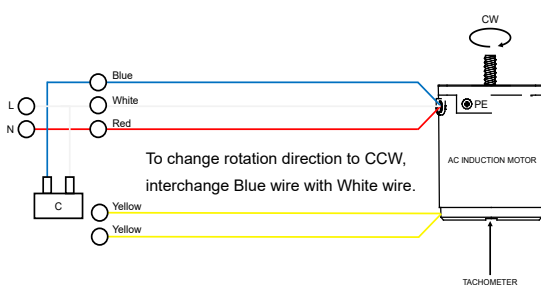 CW
Blue
L
White
PE
N
Red
To change rotation direction to CCW,
interchange Blue wire with White wire.
AC INDUCTION MOTOR
C
Yellow
Yellow
TACHOMETER